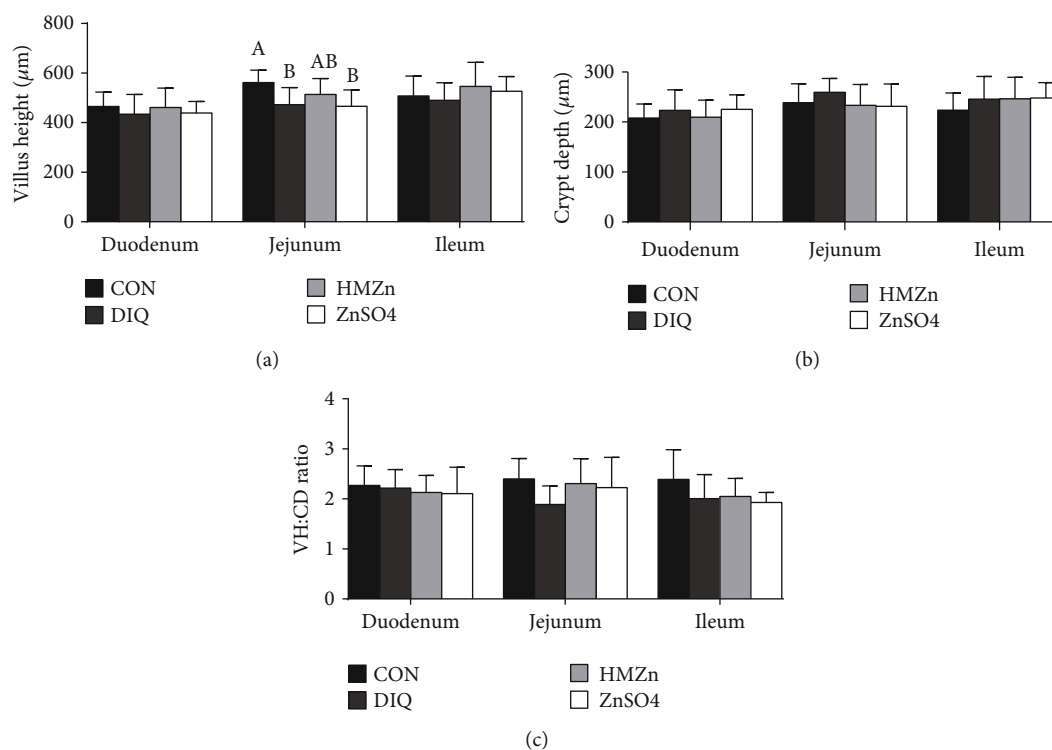 800
600
400
200
0
Villus height (μm)
A
B
AB
B
Duodenum Jejunum Ileum
CON HMZn
DIQ ZnSO4
(a)
300
200
100
0
Crypt depth (μm)
Duodenum Jejunum Ileum
CON HMZn
DIQ ZnSO4
(b)
4
3
2
1
0
VH:CD ratio
Duodenum Jejunum Ileum
CON HMZn
DIQ ZnSO4
(c)